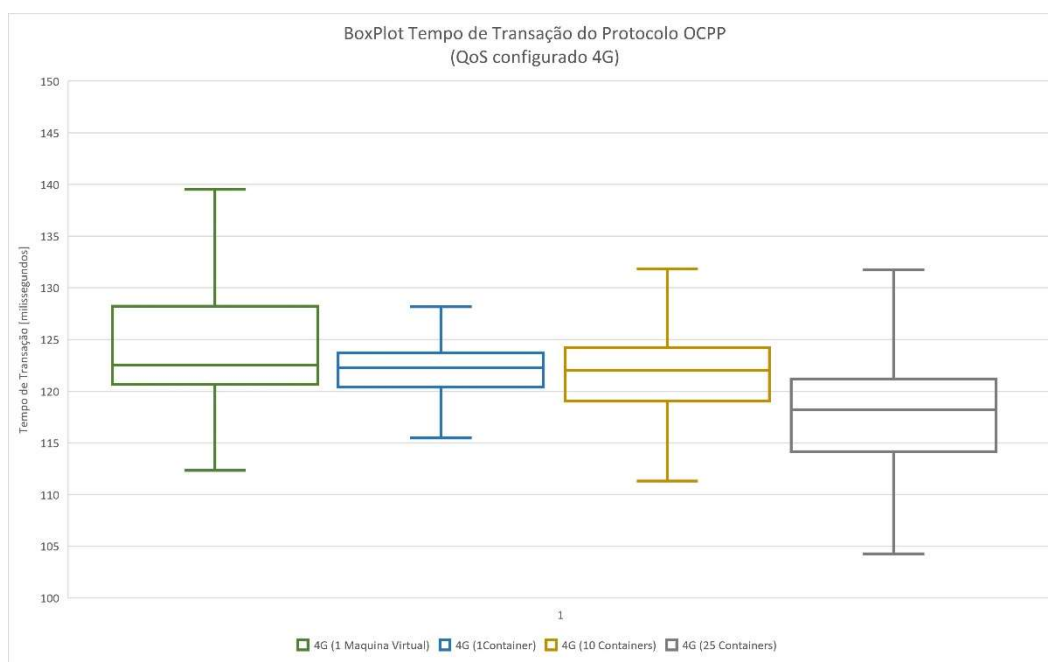 BoxPlot Tempo de Transação do Protocolo OCPP
(QoS configurado 4G)
150
145
140
135
130
125
120
115
110
105
100
Tempo de Transação [milissegundos]
1
4G (1 Maquina Virtual)
4G (1Container)
4G (10 Containers)
4G (25 Containers)